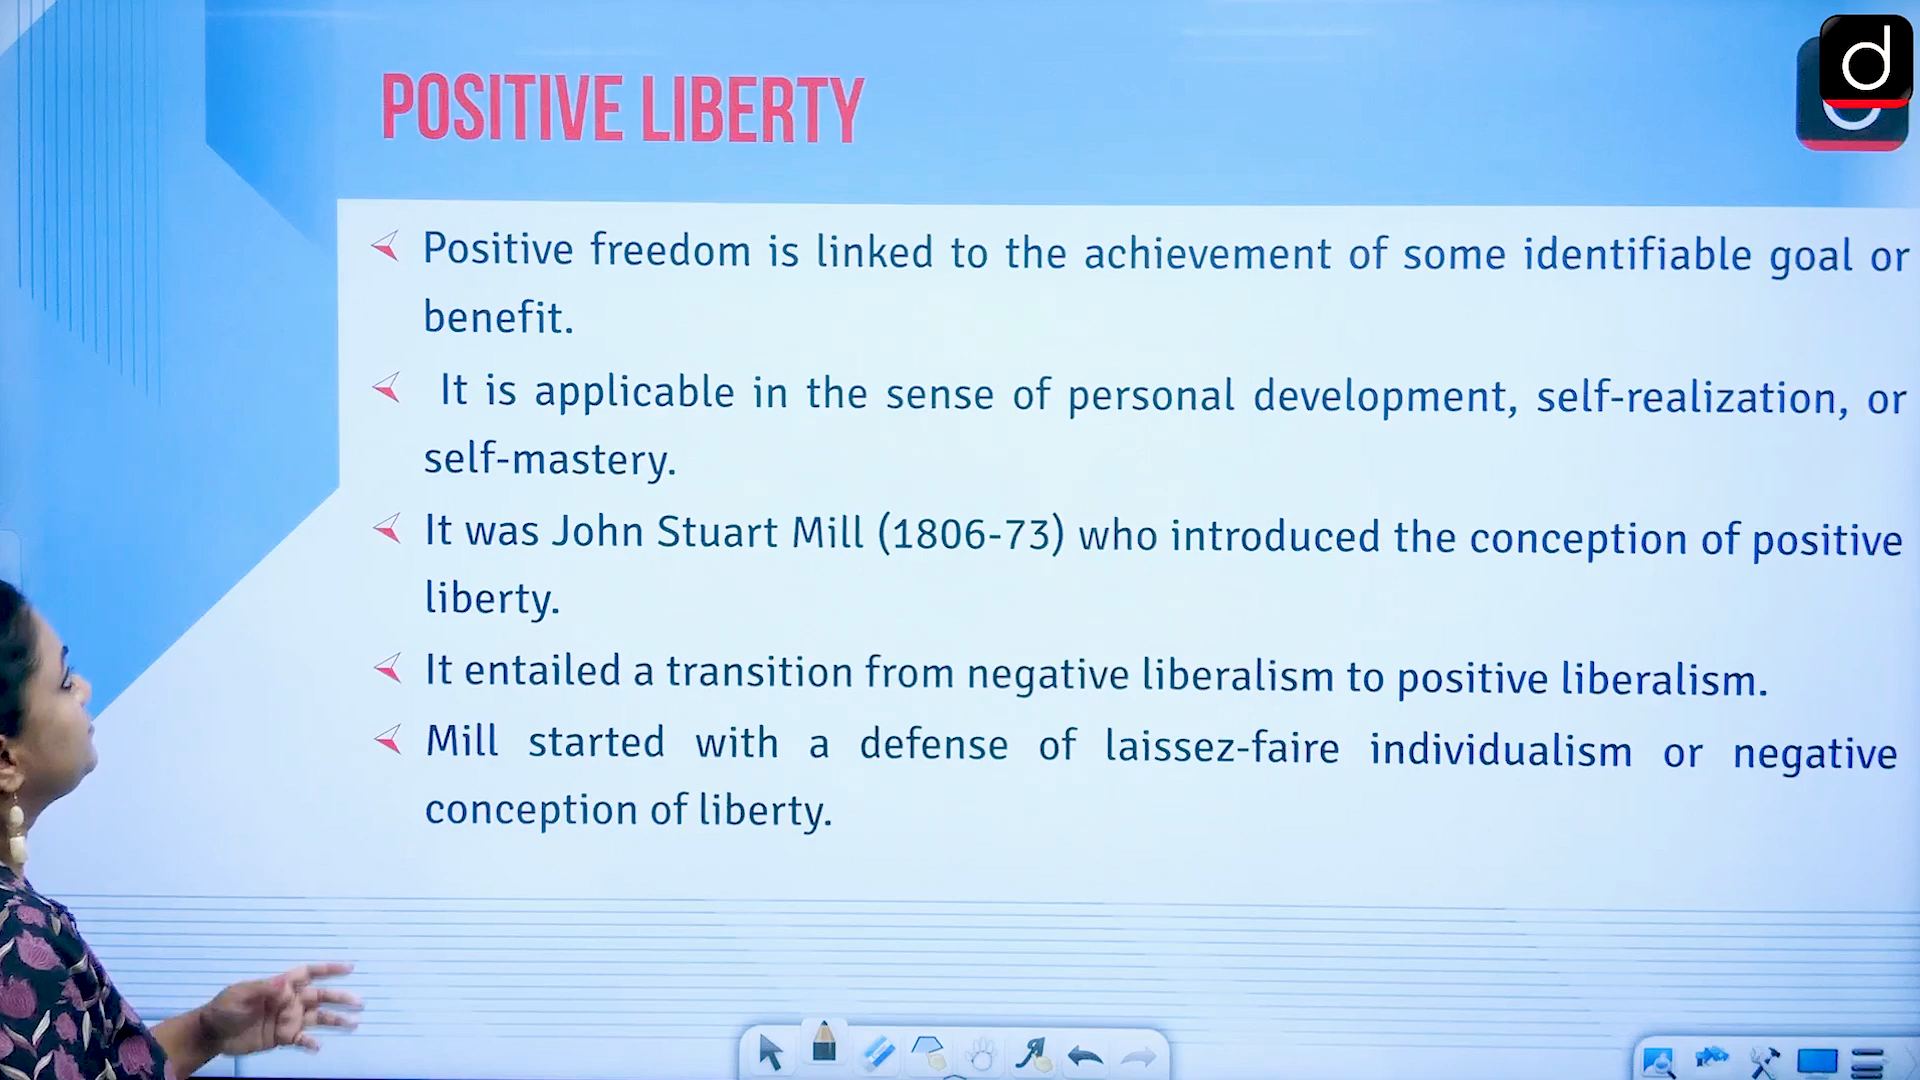 POSITIVE LIBERTY
d
Positive freedom is linked to the achievement of some identifiable goal or
benefit.
It is applicable in the sense of personal development, self-realization, or
self-mastery.
It was John Stuart Mill (1806-73) who introduced the conception of positive
liberty.
It entailed a transition from negative liberalism to positive liberalism.
Mill started with a defense of laissez-faire individualism or negative
conception of liberty.